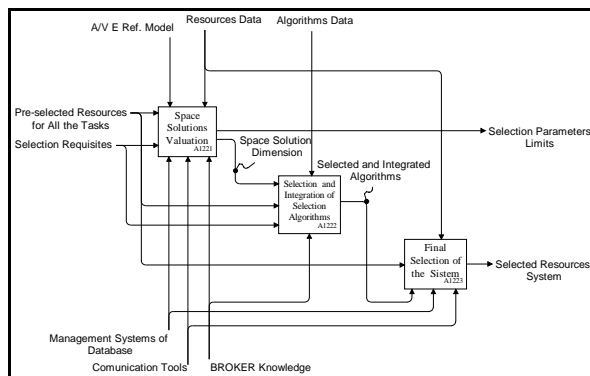 Resources Data
Algorithms Data
A/V E Ref. Model
Pre-selected Resources
for All the Tasks
Selection Requisites
Space
Solutions
Valuation
A1221
Selection Parameters
Limits
Space Solution
Dimension
Selected and Integrated
Algorithms
Selection and
Integration of
Selection
Algorithms
A1222
Final
Selection of
the Sistem
A1223
Selected Resources
System
Management Systems of
Database
Comunication Tools
BROKER Knowledge